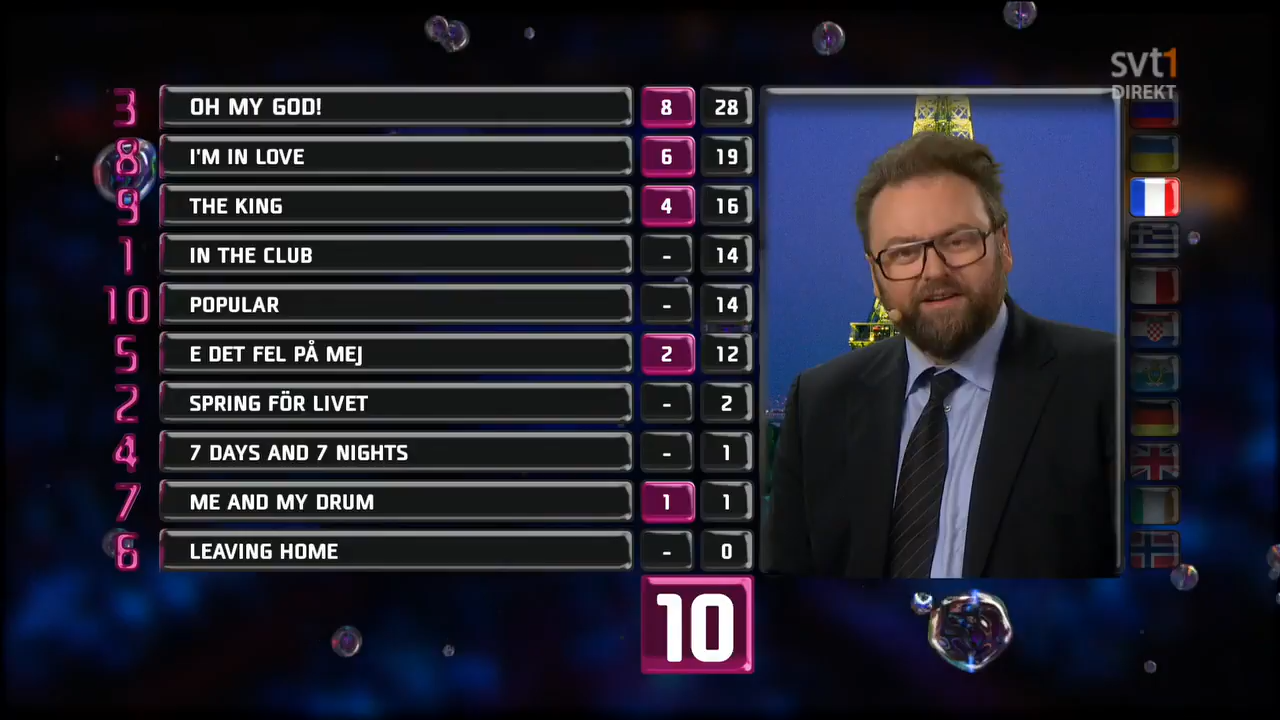 svt1
DIREKT
3 OH MY GOD! 8 28
8 I'M IN LOVE 6 19
9 THE KING 4 16
1 IN THE CLUB - 14
10 POPULAR - 14
5 E DET FEL PÅ MEJ 2 12
2 SPRING FÖR LIVET - 2
4 7 DAYS AND 7 NIGHTS - 1
7 ME AND MY DRUM 1 1
6 LEAVING HOME - 0
10